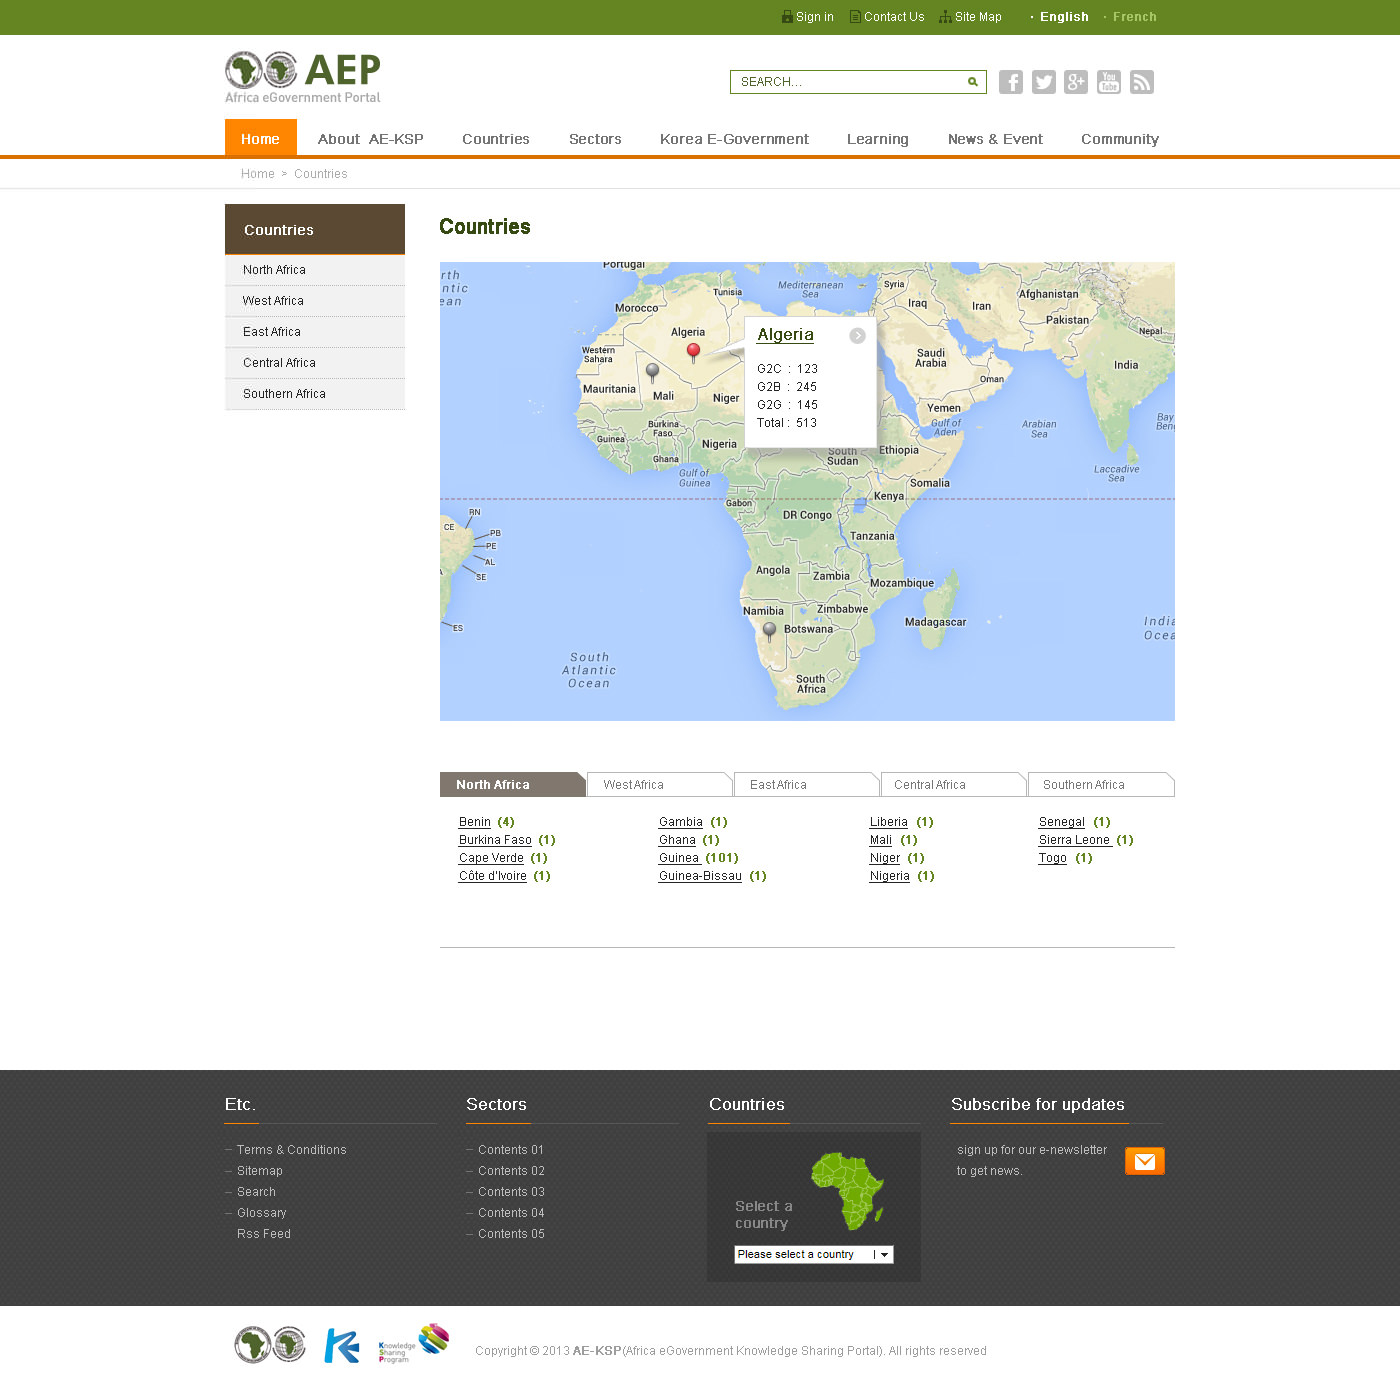 Sign in Contact Us Site Map · English · French
AEP
Africa eGovernment Portal
SEARCH...
You
Tube
Home About AE-KSP Countries Sectors Korea E-Government Learning News & Event Community
Home > Countries
Countries
North Africa
West Africa
East Africa
Central Africa
Southern Africa
Countries
Portugal
Tunisia
Mediterranean
Sea
Syria
Iraq
Iran
Afghanistan
Pakistan
Nepal
Morocco
Algeria
Western
Sahara
Saudi
Arabia
India
Oman
Mauritania
Mali
Niger
Yemen
Gulf of
Aden
Arabian
Sea
Burkina
Faso
Guinea
Nigeria
Ghana
Gulf of
Guinea
South
Sudan
Ethiopia
Laccadive
Sea
Somalia
Kenya
Gabon
DR Congo
Tanzania
Angola
Zambia
Mozambique
Namibia
Zimbabwe
Botswana
Madagascar
South
Africa
South
Atlantic
Ocean
RN
CE
PB
PE
AL
SE
ES
Algeria
G2C : 123
G2B : 245
G2G : 145
Total : 513
North Africa West Africa East Africa Central Africa Southern Africa
Benin (4) Gambia (1) Liberia (1) Senegal (1)
Burkina Faso (1) Ghana (1) Mali (1) Sierra Leone (1)
Cape Verde (1) Guinea (101) Niger (1) Togo (1)
Côte d'Ivoire (1) Guinea-Bissau (1) Nigeria (1)
Etc.
– Terms & Conditions
– Sitemap
– Search
– Glossary
Rss Feed
Sectors
– Contents 01
– Contents 02
– Contents 03
– Contents 04
– Contents 05
Countries
Select a
country
Please select a country
Subscribe for updates
sign up for our e-newsletter
to get news.
Knowledge
Sharing
Program
Copyright © 2013 AE-KSP(Africa eGovernment Knowledge Sharing Portal). All rights reserved